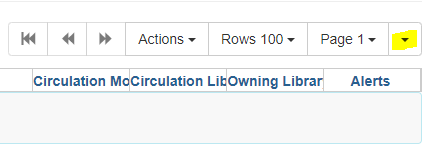 Actions Rows 100 Page 1
Circulation Mo Circulation Lib Owning Librar Alerts